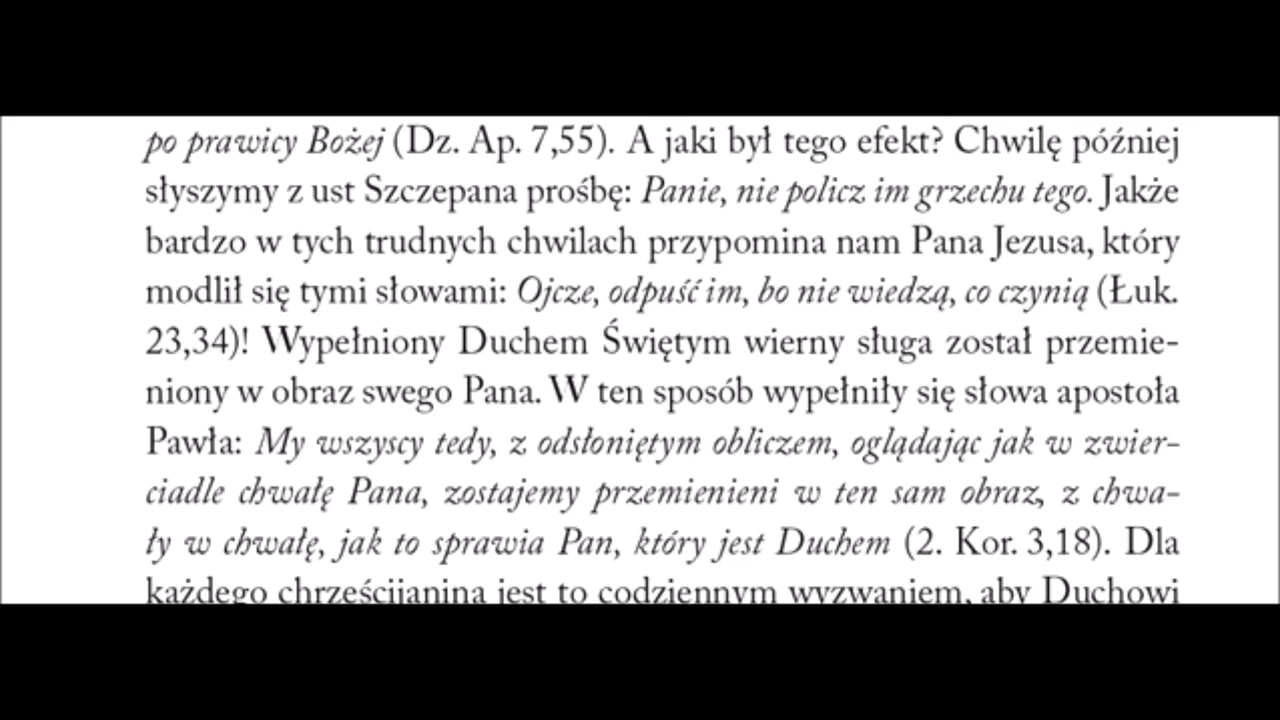 po prawicy Bożej (Dz. Ap. 7,55). A jaki był tego efekt? Chwilę później
słyszymy z ust Szczepana prośbę: Panie, nie policz im grzechu tego. Jakże
bardzo w tych trudnych chwilach przypomina nam Pana Jezusa, który
modlił się tymi słowami: Ojcze, odpuść im, bo nie wiedzą, co czynią (Łuk.
23,34)! Wypełniony Duchem Świętym wierny sługa został przemie-
niony w obraz swego Pana. W ten sposób wypełniły się słowa apostoła
Pawła: My wszyscy tedy, z odsłoniętym obliczem, oglądając jak w zwier-
ciadle chwałę Pana, zostajemy przemienieni w ten sam obraz, z chwa-
ły w chwałę, jak to sprawia Pan, który jest Duchem (2. Kor. 3,18). Dla
każdego chrześcijanina jest to codziennym wyzwaniem, aby Duchowi